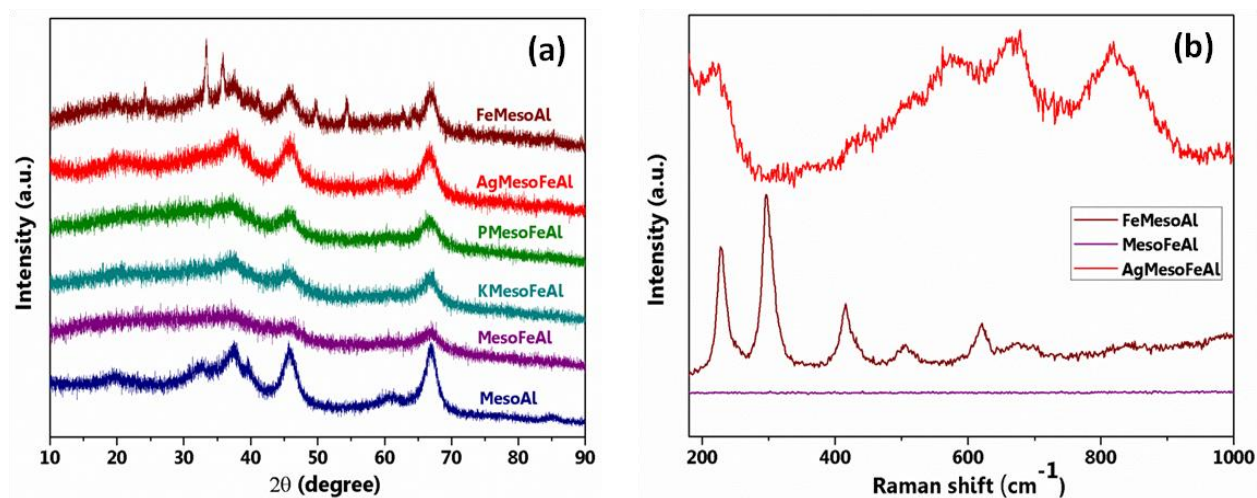 (a)
FeMesoAl
AgMesoFeAl
PMesoFeAl
KMesoFeAl
MesoFeAl
MesoAl
Intensity (a.u.)
10 20 30 40 50 60 70 80 90
2θ (degree)
(b)
FeMesoAl
MesoFeAl
AgMesoFeAl
Intensity (a.u.)
200 400 600 800 1000
Raman shift (cm-1)